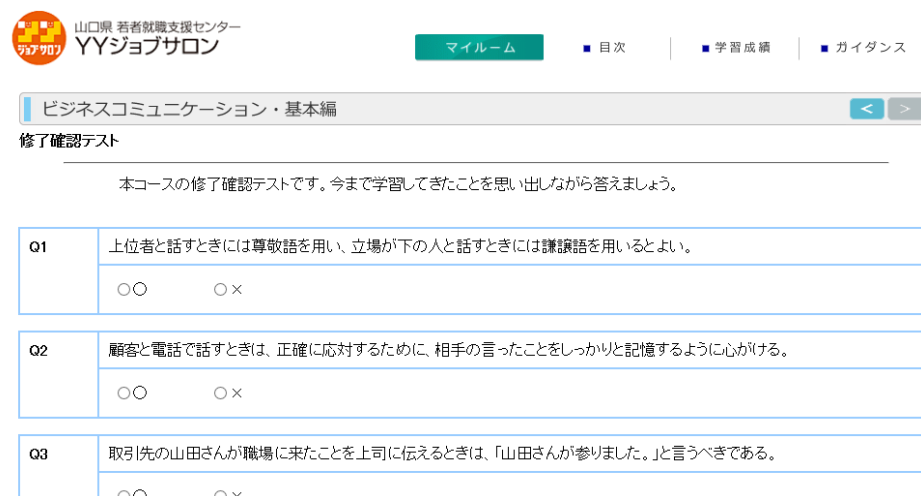 山口県 若者就職支援センター
YYジョブサロン
ジョブサロン
マイルーム
■ 目次
■ 学習成績
■ ガイダンス
ビジネスコミュニケーション・基本編
< >
修了確認テスト
本コースの修了確認テストです。今まで学習してきたことを思い出しながら答えましょう。
Q1 上位者と話すときには尊敬語を用い、立場が下の人と話すときには謙譲語を用いるとよい。
○○ ○×
Q2 顧客と電話で話すときは、正確に応対するために、相手の言ったことをしっかりと記憶するように心がける。
○○ ○×
Q3 取引先の山田さんが職場に来たことを上司に伝えるときは、「山田さんが参りました。」と言うべきである。
○○ ○×